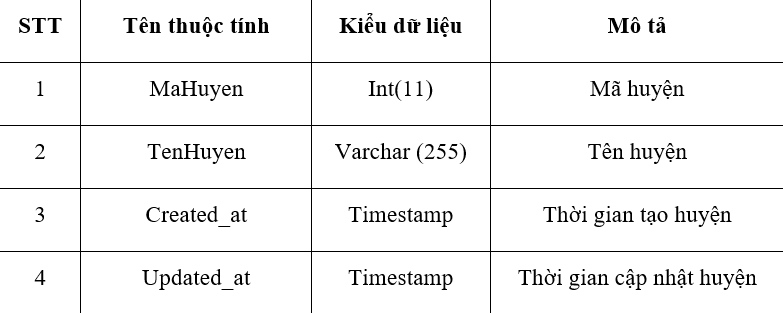 STT Tên thuộc tính Kiểu dữ liệu Mô tả
1 MaHuyen Int(11) Mã huyện
2 TenHuyen Varchar (255) Tên huyện
3 Created_at Timestamp Thời gian tạo huyện
4 Updated_at Timestamp Thời gian cập nhật huyện